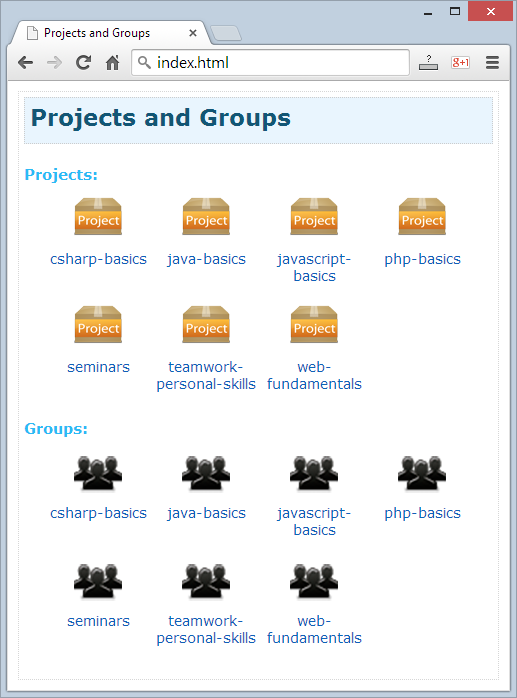 Projects and Groups
index.html
?
g+1
Projects and Groups
Projects:
Project Project Project Project
csharp-basics java-basics javascript- php-basics
basics
Project Project Project
seminars teamwork- web-
personal-skills fundamentals
Groups:
csharp-basics java-basics javascript- php-basics
basics
seminars teamwork- web-
personal-skills fundamentals